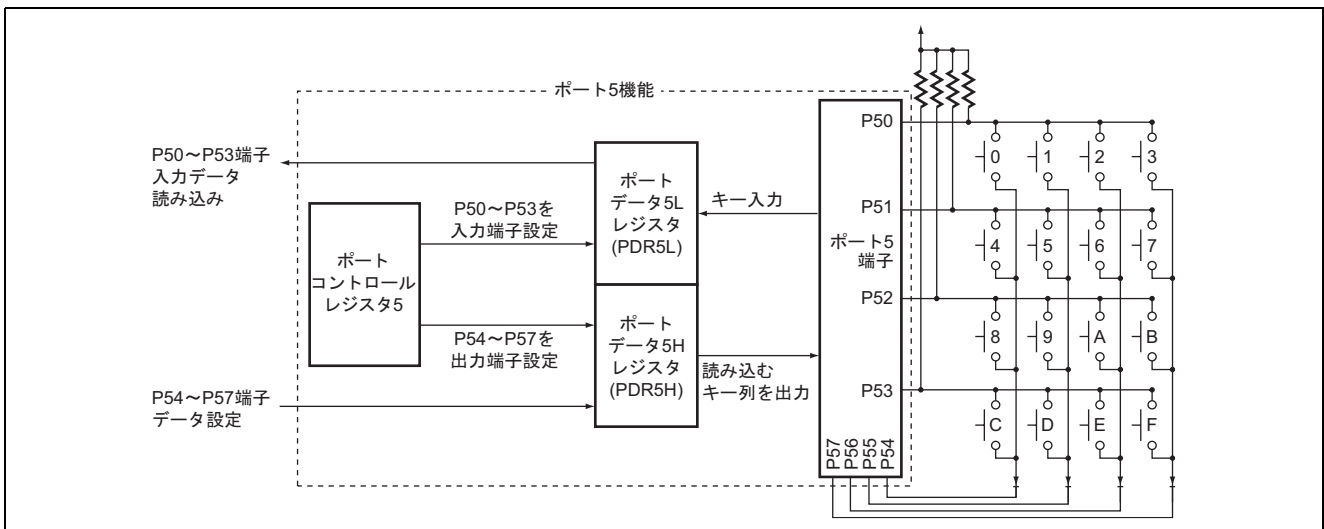 ポート5機能
P50～P53端子
入力データ
読み込み
ポート
コントロール
レジスタ5
P50～P53を
入力端子設定
P54～P57を
出力端子設定
P54～P57端子
データ設定
ポート
データ5L
レジスタ
(PDR5L)
ポート
データ5H
レジスタ
(PDR5H)
キー入力
読み込む
キー列を出力
ポート5
端子
P50
P51
P52
P53
P57
P56
P55
P54
0 1 2 3
4 5 6 7
8 9 A B
C D E F